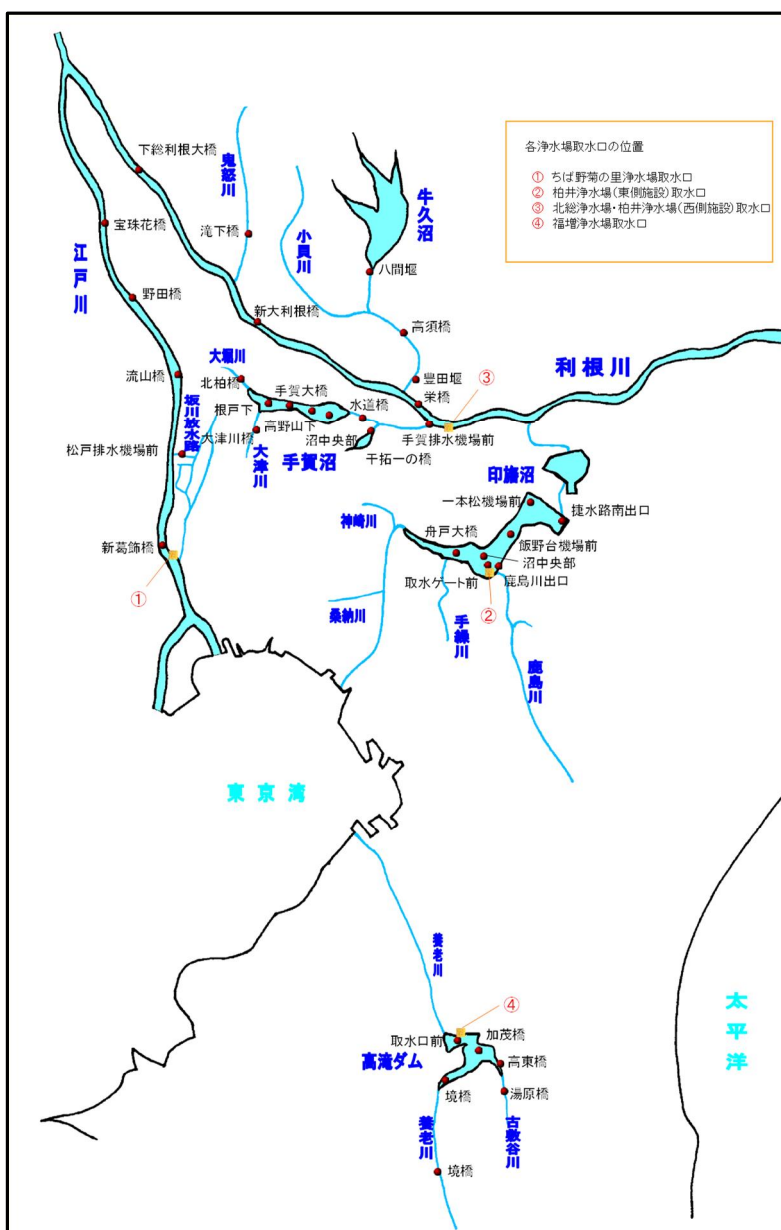 各浄水場取水口の位置
① ちば野菊の里浄水場取水口
② 柏井浄水場(東側施設)取水口
③ 北総浄水場・柏井浄水場(西側施設)取水口
④ 福増浄水場取水口
下総利根大橋
鬼怒川
滝下橋
小貝川
牛久沼
八間堰
宝珠花橋
江戸川
野田橋
新大利根橋
高須橋
利根川
流山橋
大堀川
北柏橋
手賀大橋
豊田堰
栄橋
③
坂川放水路
根戸下
水道橋
大津川橋
高野山下
沼中央部
手賀排水機場前
松戸排水機場前
大津川
手賀沼
干拓一の橋
印旛沼
一本松機場前
捷水路南出口
神崎川
舟戸大橋
飯野台機場前
新葛飾橋
沼中央部
①
取水ゲート前
鹿島川出口
②
桑納川
手繰川
鹿島川
東京湾
養老川
④
太平洋
取水口前
加茂橋
高滝ダム
高東橋
境橋
湯原橋
養老川
古敷谷川
境橋